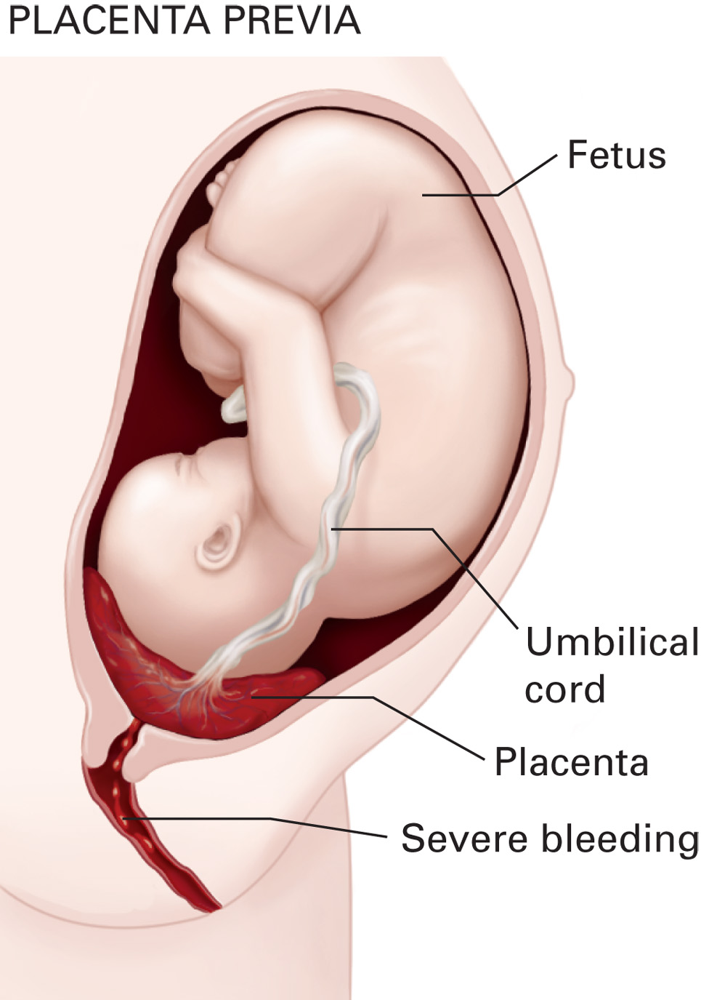 PLACENTA PREVIA
Fetus
Umbilical
cord
Placenta
Severe bleeding